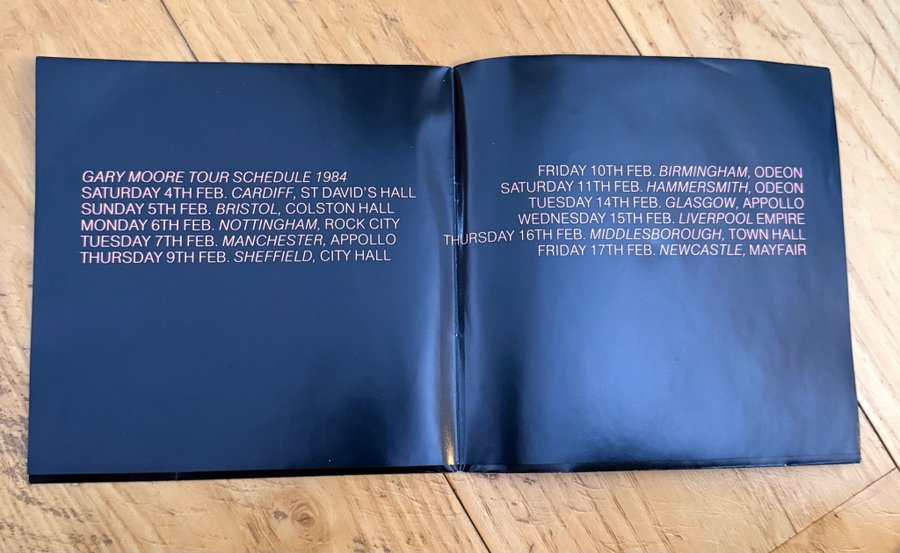 GARY MOORE TOUR SCHEDULE 1984
SATURDAY 4TH FEB. CARDIFF, ST DAVID'S HALL
SUNDAY 5TH FEB. BRISTOL, COLSTON HALL
MONDAY 6TH FEB. NOTTINGHAM, ROCK CITY
TUESDAY 7TH FEB. MANCHESTER, APPOLLO
THURSDAY 9TH FEB. SHEFFIELD, CITY HALL
FRIDAY 10TH FEB. BIRMINGHAM, ODEON
SATURDAY 11TH FEB. HAMMERSMITH, ODEON
TUESDAY 14TH FEB. GLASGOW, APPOLLO
WEDNESDAY 15TH FEB. LIVERPOOL EMPIRE
THURSDAY 16TH FEB. MIDDLESBOROUGH, TOWN HALL
FRIDAY 17TH FEB. NEWCASTLE, MAYFAIR